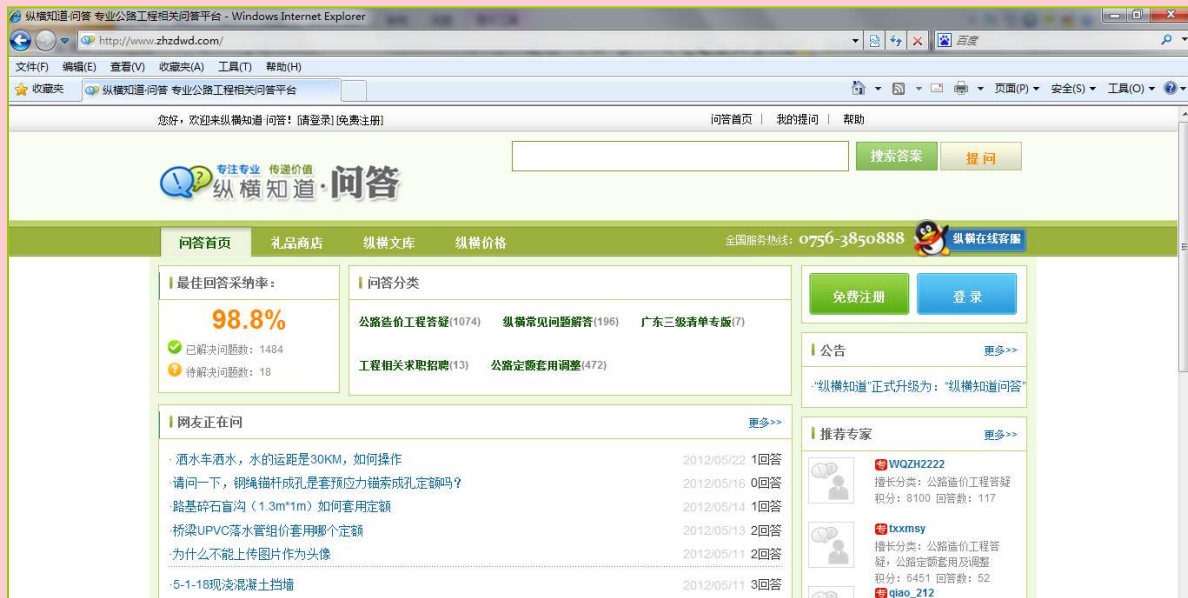 纵横知道·问答 专业公路工程相关问答平台 - Windows Internet Explorer
http://www.zhzdwd.com/
百度
文件(F) 编辑(E) 查看(V) 收藏夹(A) 工具(T) 帮助(H)
收藏夹 纵横知道·问答 专业公路工程相关问答平台 页面(P) 安全(S) 工具(O)
您好，欢迎来纵横知道·问答！[请登录] [免费注册] 问答首页 | 我的提问 | 帮助
专注专业 传递价值
纵横知道·问答
搜索答案 提 问
问答首页 礼品商店 纵横文库 纵横价格 全国服务热线：0756-3850888 纵横在线客服
最佳回答采纳率：
98.8%
已解决问题数：1484
待解决问题数：18
问答分类
公路造价工程答疑(1074) 纵横常见问题解答(196) 广东三级清单专版(7)
工程相关求职招聘(13) 公路定额套用调整(472)
免费注册 登 录
公告 更多>>
·“纵横知道”正式升级为：“纵横知道问答”
网友正在问 更多>>
·洒水车洒水，水的运距是30KM，如何操作 2012/05/22 1回答
·请问一下，钢绳锚杆成孔是套预应力锚索成孔定额吗？ 2012/05/16 0回答
·路基碎石盲沟（1.3m*1m）如何套用定额 2012/05/14 1回答
·桥梁UPVC落水管组价套用哪个定额 2012/05/13 2回答
·为什么不能上传图片作为头像 2012/05/11 2回答
·5-1-18现浇混凝土挡墙 2012/05/11 3回答
推荐专家 更多>>
专 WQZH2222
擅长分类：公路造价工程答疑
积分：8100 回答数：117
专 txxmsy
擅长分类：公路造价工程答
疑，公路定额套用及调整
积分：6451 回答数：52
专 qiao_212